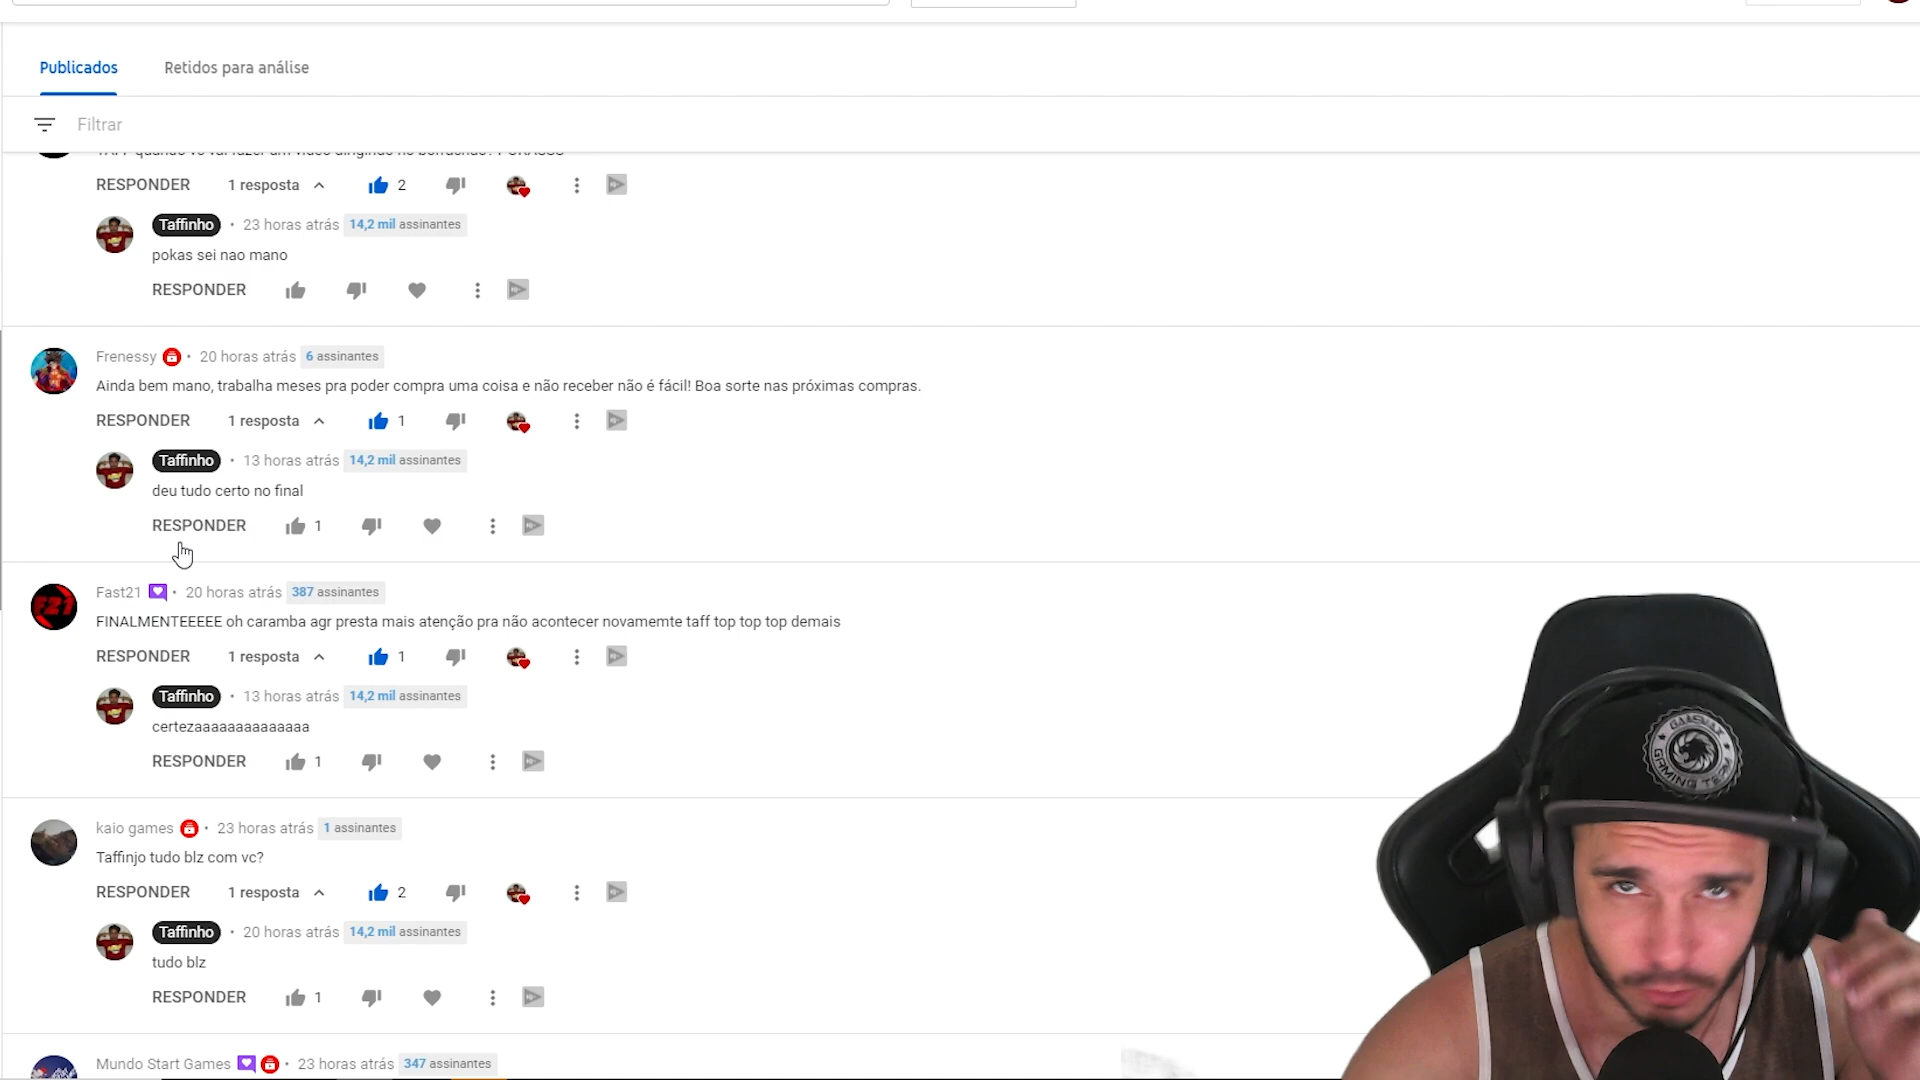 Publicados Retidos para análise
Filtrar
RESPONDER 1 resposta 2
Taffinho • 23 horas atrás 14,2 mil assinantes
pokas sei nao mano
RESPONDER
Frenessy • 20 horas atrás 6 assinantes
Ainda bem mano, trabalha meses pra poder compra uma coisa e não receber não é fácil! Boa sorte nas próximas compras.
RESPONDER 1 resposta 1
Taffinho • 13 horas atrás 14,2 mil assinantes
deu tudo certo no final
RESPONDER 1
Fast21 • 20 horas atrás 387 assinantes
FINALMENTEEEEE oh caramba agr presta mais atenção pra não acontecer novamemte taff top top top demais
RESPONDER 1 resposta 1
Taffinho • 13 horas atrás 14,2 mil assinantes
certezaaaaaaaaaaaaaa
RESPONDER 1
kaio games • 23 horas atrás 1 assinantes
Taffinjo tudo blz com vc?
RESPONDER 1 resposta 2
Taffinho • 20 horas atrás 14,2 mil assinantes
tudo blz
RESPONDER 1
Mundo Start Games • 23 horas atrás 347 assinantes
GAMING TEAM